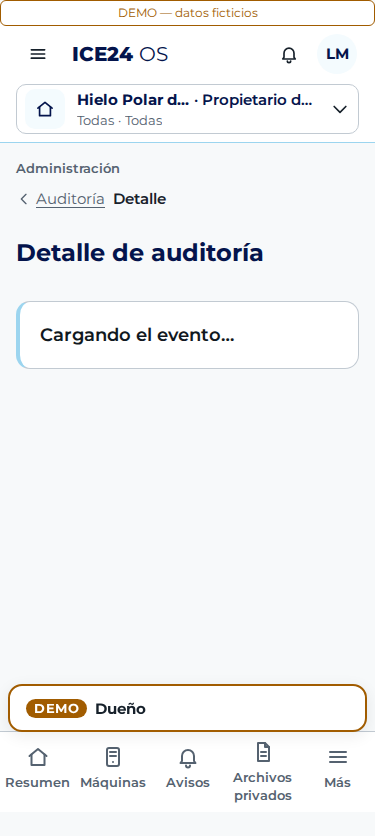 DEMO — datos ficticios
ICE24 OS
LM
Hielo Polar d... · Propietario d...
Todas · Todas
Administración
Auditoría Detalle
Detalle de auditoría
Cargando el evento...
DEMO Dueño
Resumen Máquinas Avisos Archivos privados Más